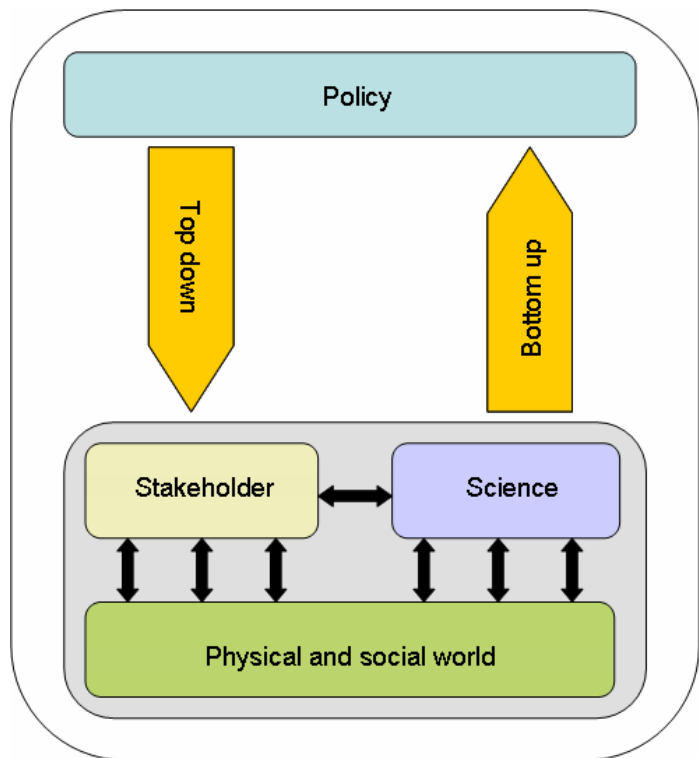 Policy
Top down
Bottom up
Stakeholder
Science
Physical and social world